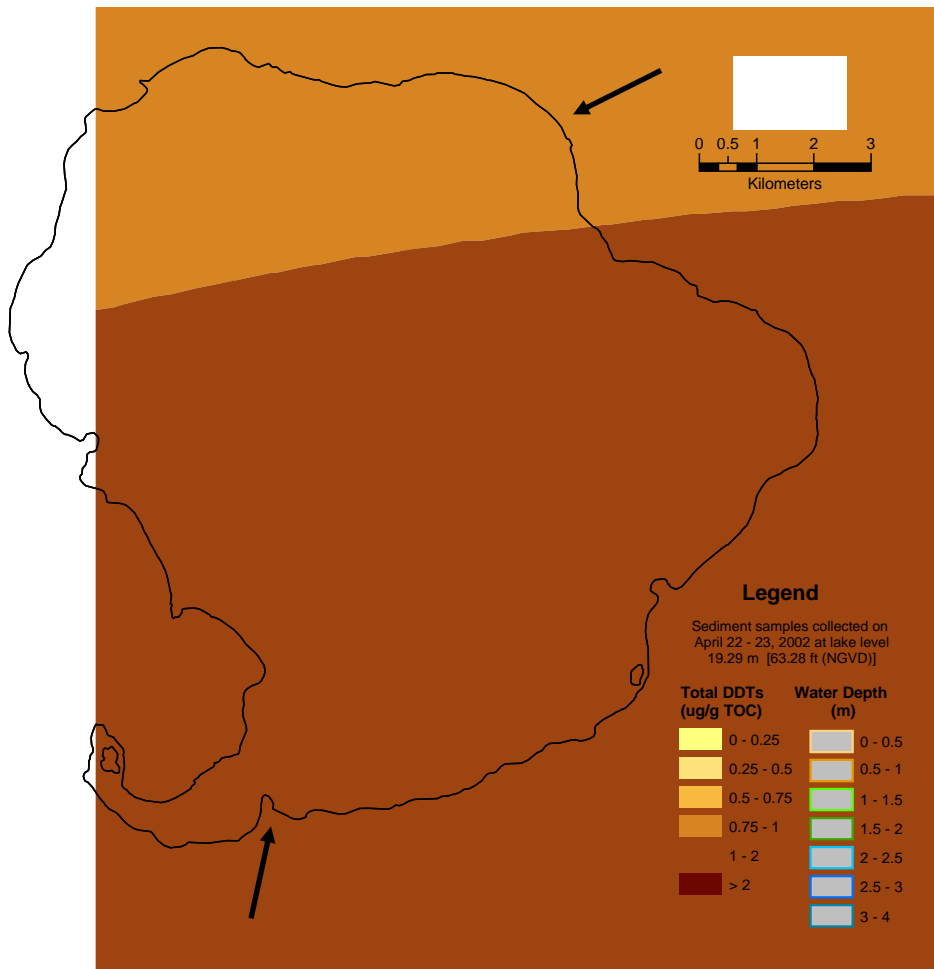 0 0.5 1 2 3
Kilometers
Legend
Sediment samples collected on
April 22 - 23, 2002 at lake level
19.29 m [63.28 ft (NGVD)]
Total DDTs
(ug/g TOC)
0 - 0.25
0.25 - 0.5
0.5 - 0.75
0.75 - 1
1 - 2
> 2
Water Depth
(m)
0 - 0.5
0.5 - 1
1 - 1.5
1.5 - 2
2 - 2.5
2.5 - 3
3 - 4